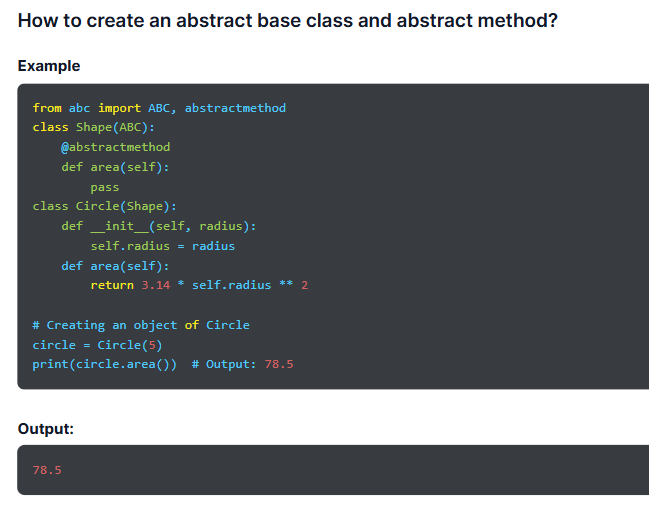 How to create an abstract base class and abstract method?
Example
from abc import ABC, abstractmethod
class Shape(ABC):
    @abstractmethod
    def area(self):
        pass
class Circle(Shape):
    def __init__(self, radius):
        self.radius = radius
    def area(self):
        return 3.14 * self.radius ** 2

# Creating an object of Circle
circle = Circle(5)
print(circle.area())  # Output: 78.5
Output:
78.5